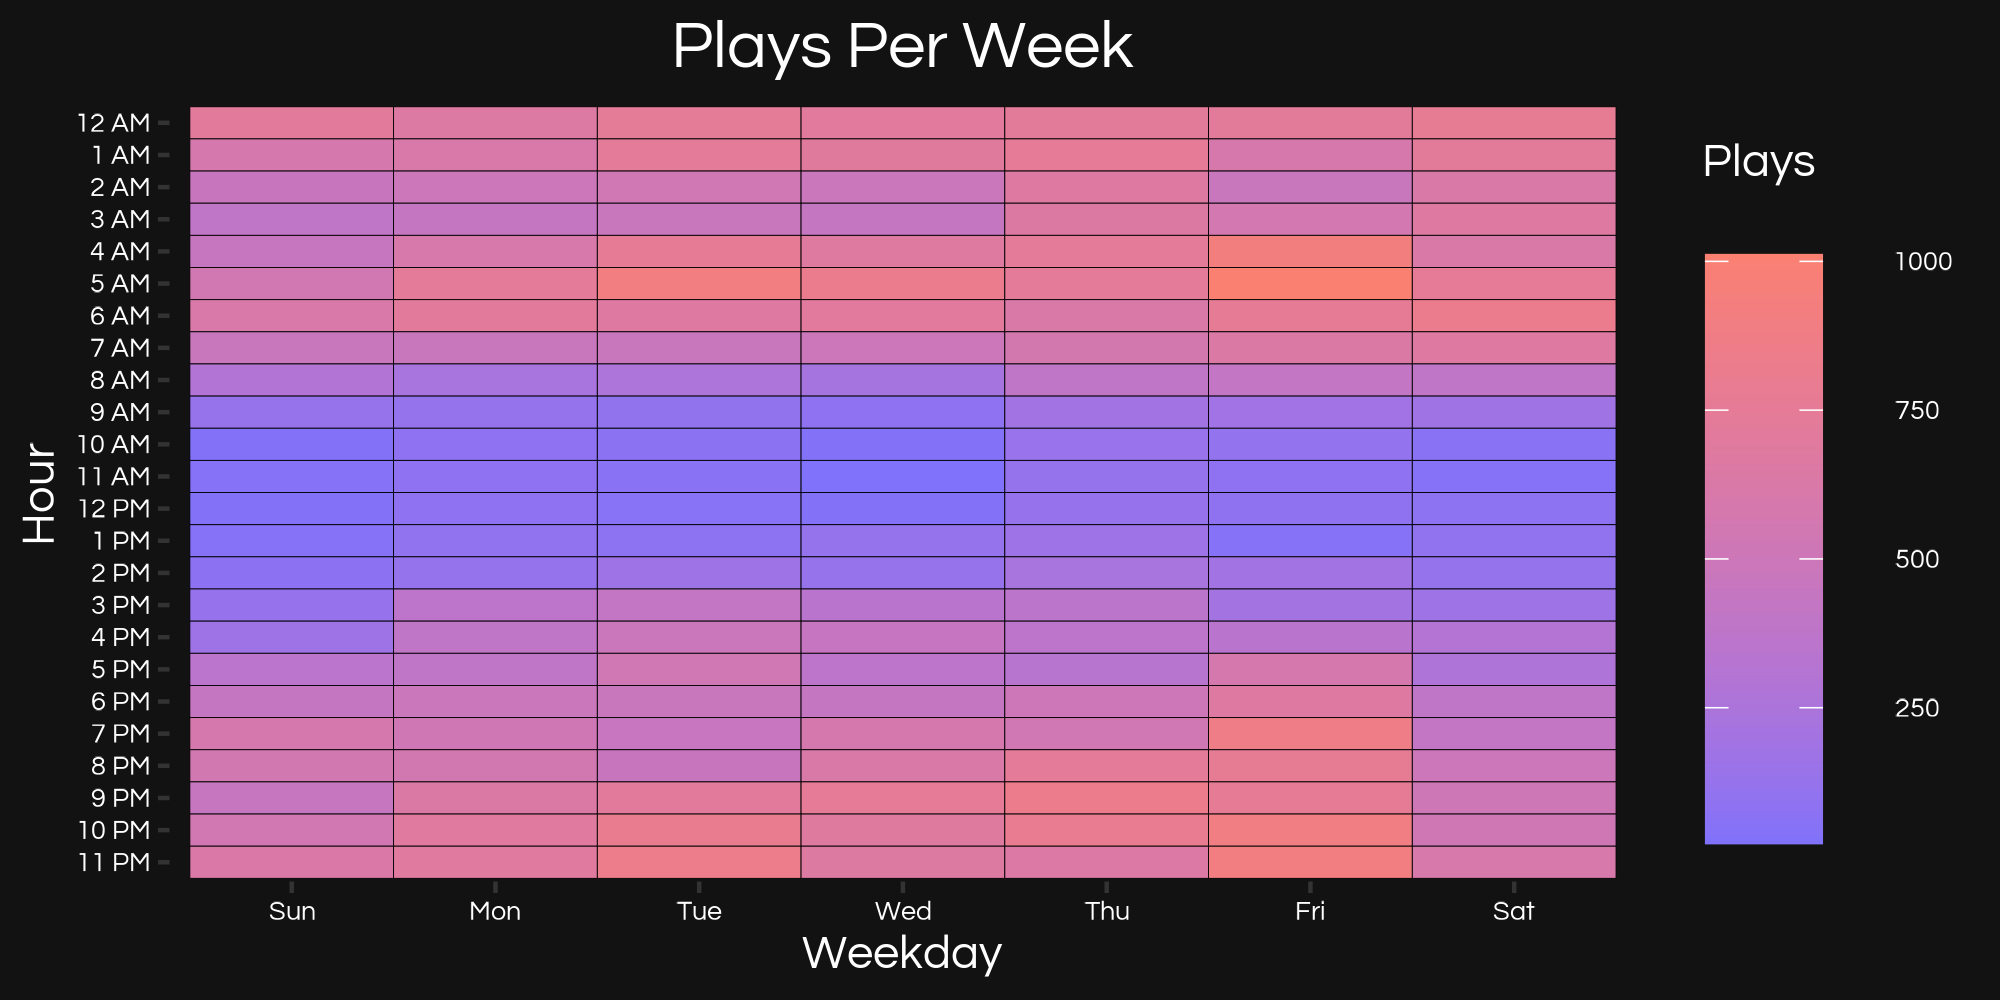 Plays Per Week
12 AM
1 AM
2 AM
3 AM
4 AM
5 AM
6 AM
7 AM
8 AM
9 AM
10 AM
11 AM
12 PM
1 PM
2 PM
3 PM
4 PM
5 PM
6 PM
7 PM
8 PM
9 PM
10 PM
11 PM
Hour
Sun Mon Tue Wed Thu Fri Sat
Weekday
Plays
1000
750
500
250